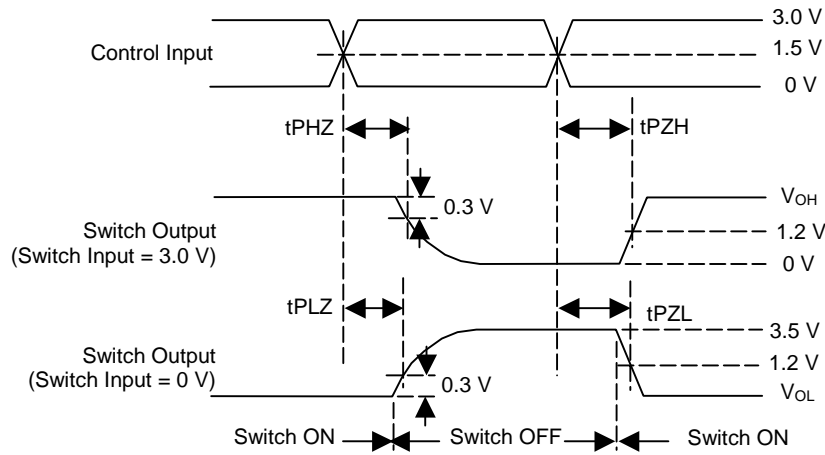 3.0 V
Control Input
1.5 V
0 V
tPHZ
tPZH
0.3 V
VOH
Switch Output
(Switch Input = 3.0 V)
1.2 V
0 V
tPLZ
tPZL
3.5 V
Switch Output
(Switch Input = 0 V)
1.2 V
0.3 V
VOL
Switch ON
Switch OFF
Switch ON